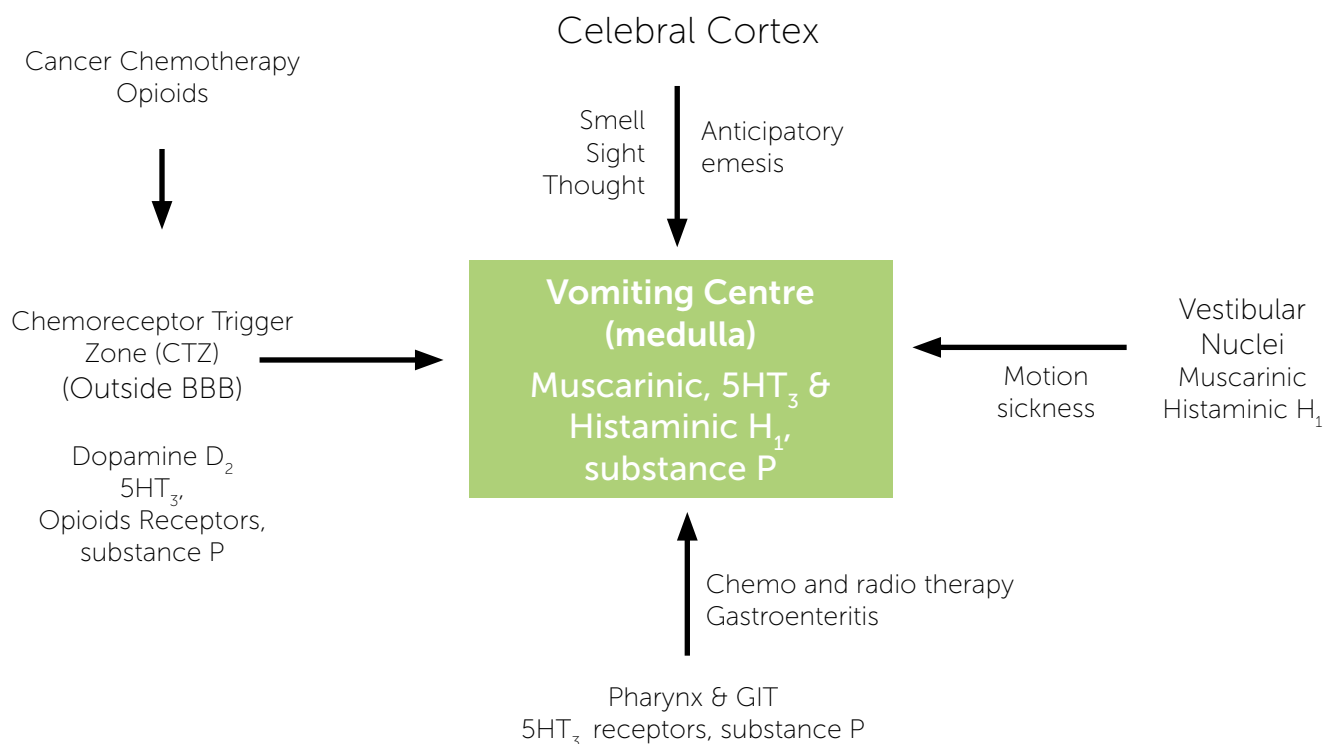 Celebral Cortex
Cancer Chemotherapy
Opioids
Smell
Sight
Thought
Anticipatory
emesis
Vomiting Centre
(medulla)
Muscarinic, 5HT₃ &
Histaminic H₁,
substance P
Chemoreceptor Trigger
Zone (CTZ)
(Outside BBB)
Dopamine D₂
5HT₃,
Opioids Receptors,
substance P
Motion
sickness
Vestibular
Nuclei
Muscarinic
Histaminic H₁
Chemo and radio therapy
Gastroenteritis
Pharynx & GIT
5HT₃ receptors, substance P